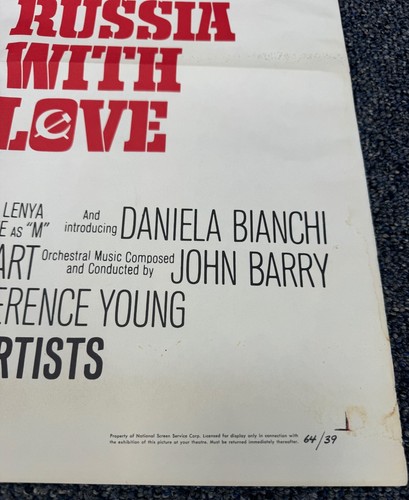 RUSSIA
WITH
LOVE
LENYA
E AS "M"
And
introducing
DANIELA BIANCHI
ART
Orchestral Music Composed
and Conducted by
JOHN BARRY
ERENCE YOUNG
RTISTS
Property of National Screen Service Corp. Licensed for display only in connection with
the exhibition of this picture at your theatre. Must be returned immediately thereafter.
64/39